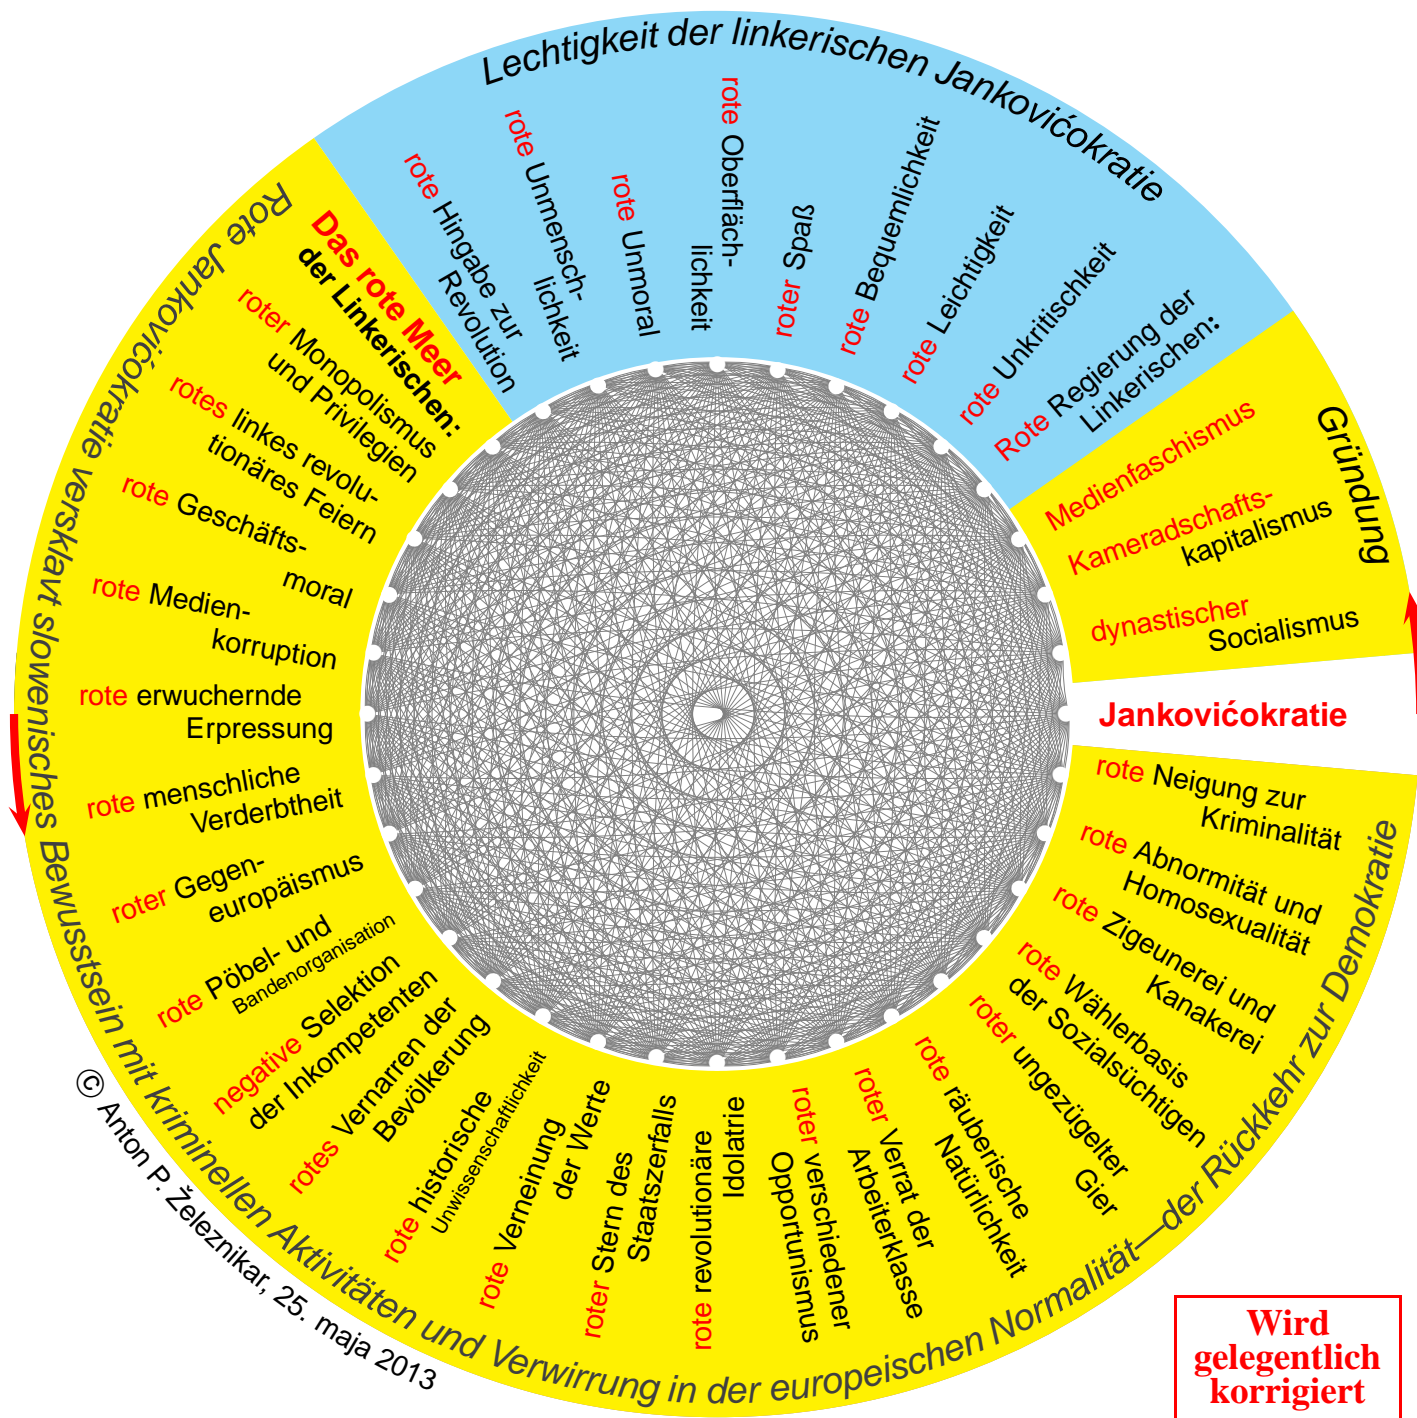 Jankovićokratie
Gründung
dynastischer
Socialismus
Kameradschafts-
kapitalismus
Medienfaschismus
Lechtigkeit der linkerischen Jankovićokratie
Rote Regierung der
Linkerischen:
rote Unkritischkeit
rote Leichtigkeit
rote Bequemlichkeit
roter Spaß
rote Oberfläch-
lichkeit
rote Unmoral
rote Unmensch-
lichkeit
rote Hingabe zur
Revolution
Rote Jankovićokratie versklavt slowenisches Bewusstsein mit kriminellen Aktivitäten und Verwirrung in der europeischen Normalität—der Rückkehr zur Demokratie
Das rote Meer
der Linkerischen:
roter Monopolismus
und Privilegien
rotes linkes revolu-
tionäres Feiern
rote Geschäfts-
moral
rote Medien-
korruption
rote erwuchernde
Erpressung
rote menschliche
Verderbtheit
roter Gegen-
europäismus
rote Pöbel- und
Bandenorganisation
negative Selektion
der Inkompetenten
rotes Vernarren der
Bevölkerung
rote historische
Unwissenschaftlichkeit
rote Verneinung
der Werte
roter Stern des
Staatszerfalls
rote revolutionäre
Idolatrie
roter verschiedener
Opportunismus
roter Verrat der
Arbeiterklasse
rote räuberische
Natürlichkeit
roter ungezügelter
Gier
rote Wählerbasis
der Sozialsüchtigen
rote Zigeunerei und
Kanakerei
rote Abnormität und
Homosexualität
rote Neigung zur
Kriminalität
© Anton P. Železnikar, 25. maja 2013
Wird
gelegentlich
korrigiert